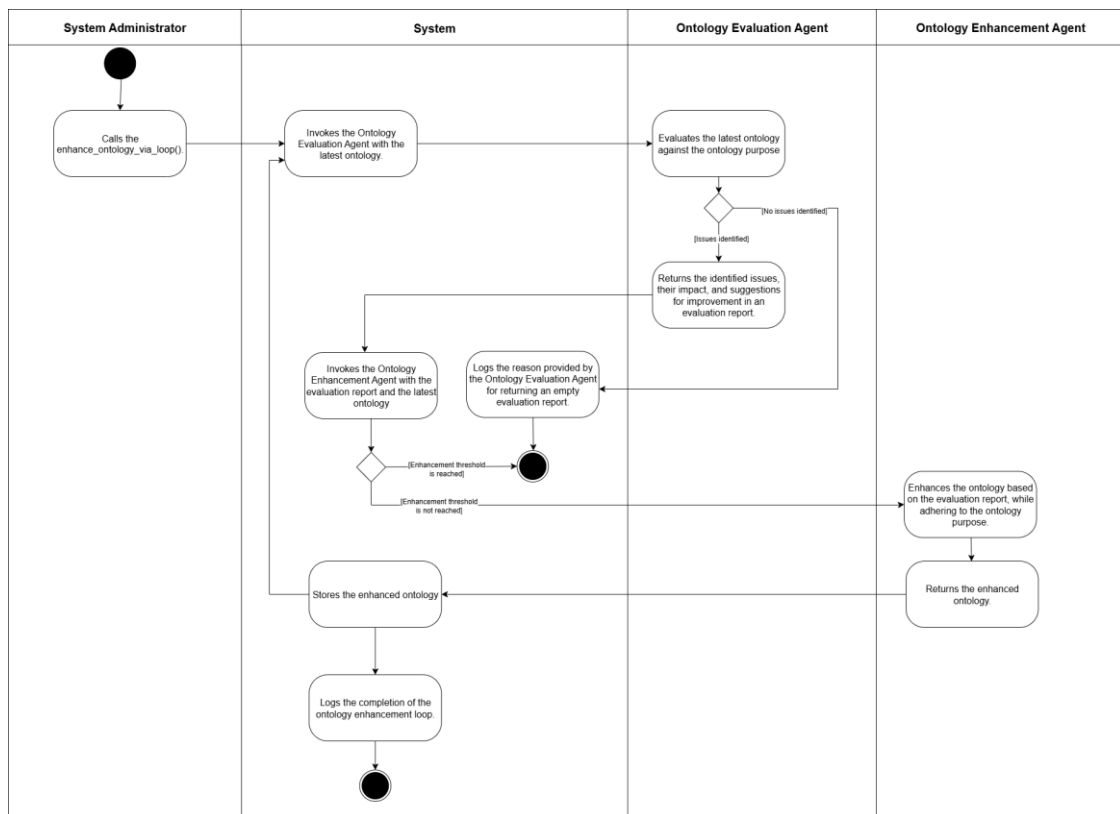 System Administrator
System
Ontology Evaluation Agent
Ontology Enhancement Agent
Calls the
enhance_ontology_via_loop().
Invokes the Ontology
Evaluation Agent with the
latest ontology.
Evaluates the latest ontology
against the ontology purpose
[No issues identified]
[Issues identified]
Returns the identified issues,
their impact, and suggestions
for improvement in an
evaluation report.
Invokes the Ontology
Enhancement Agent with the
evaluation report and the latest
ontology
Logs the reason provided by
the Ontology Evaluation Agent
for returning an empty
evaluation report.
[Enhancement threshold
is reached]
[Enhancement threshold
is not reached]
Enhances the ontology based
on the evaluation report, while
adhering to the ontology
purpose.
Returns the enhanced
ontology.
Stores the enhanced ontology
Logs the completion of the
ontology enhancement loop.